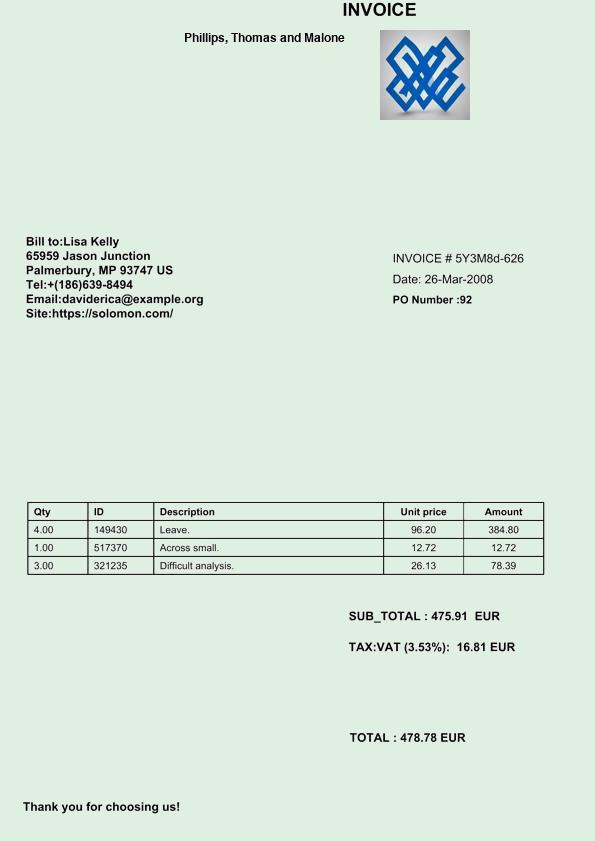 INVOICE
Phillips, Thomas and Malone
Bill to:Lisa Kelly
65959 Jason Junction
Palmerbury, MP 93747 US
Tel:+(186)639-8494
Email:daviderica@example.org
Site:https://solomon.com/
INVOICE # 5Y3M8d-626
Date: 26-Mar-2008
PO Number :92
Qty ID Description Unit price Amount
4.00 149430 Leave. 96.20 384.80
1.00 517370 Across small. 12.72 12.72
3.00 321235 Difficult analysis. 26.13 78.39
SUB_TOTAL : 475.91 EUR
TAX:VAT (3.53%): 16.81 EUR
TOTAL : 478.78 EUR
Thank you for choosing us!